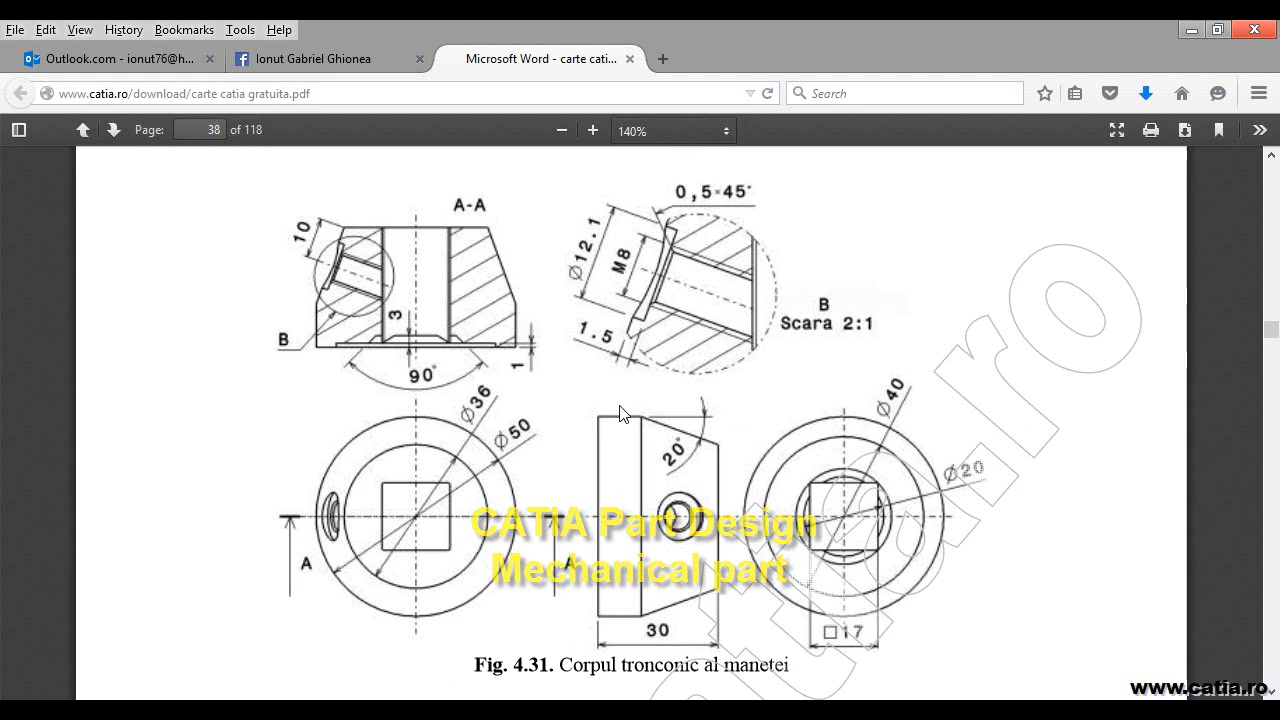 File Edit View History Bookmarks Tools Help
Outlook.com - ionut76@h...
Ionut Gabriel Ghionea
Microsoft Word - carte cati...
www.catia.ro/download/carte catia gratuita.pdf
Search
Page: 38 of 118
140%
A-A
10
B
3
1
90°
0,5×45°
Ø12.1
M8
1.5
B
Scara 2:1
Ø36
Ø50
A
A
20°
30
Ø40
Ø20
□17
CATIA Part Design
Mechanical part
Fig. 4.31. Corpul tronconic al manetei
www.catia.ro